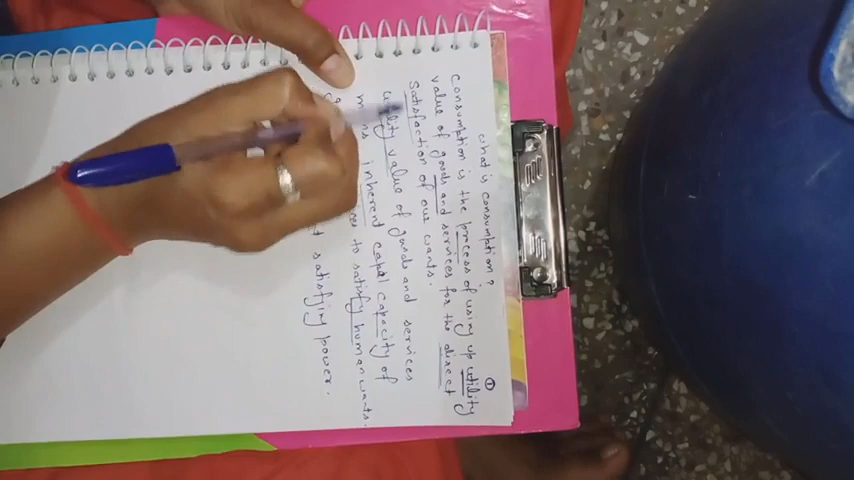 ①
what is consumption?
consumption is the process of using up utility
value of goods and services for the direct
satisfaction of our wants.
utility value of goods and services
means inherent capacity of
to satisfy human wants.
satisfying power.